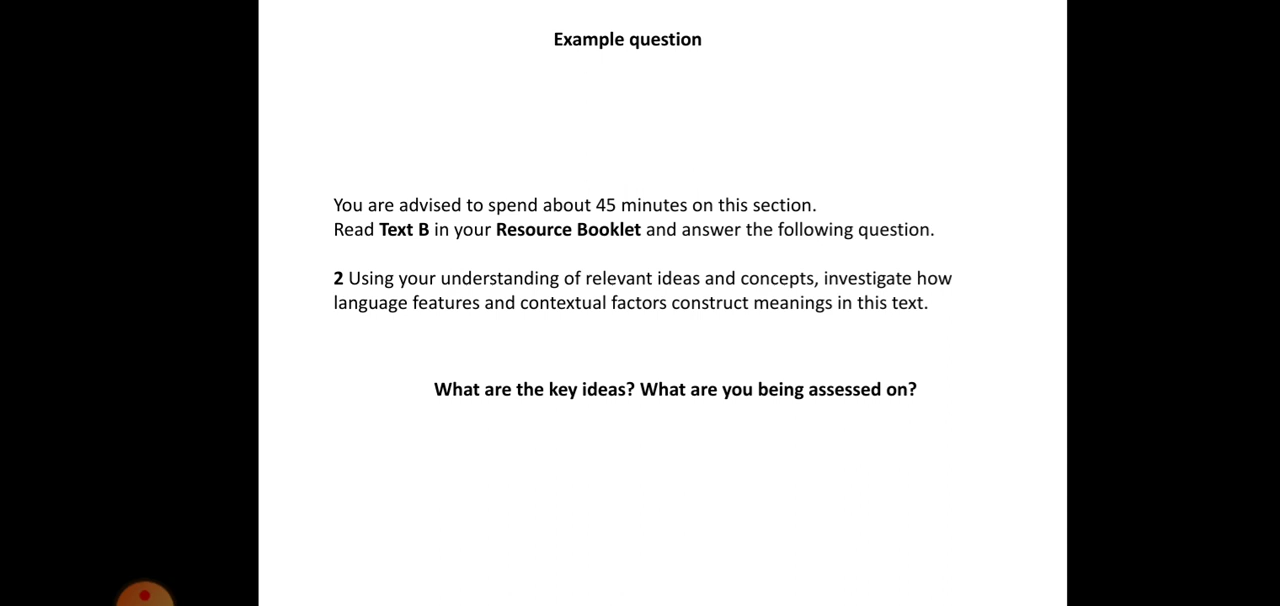 Example question
You are advised to spend about 45 minutes on this section.
Read Text B in your Resource Booklet and answer the following question.
2 Using your understanding of relevant ideas and concepts, investigate how
language features and contextual factors construct meanings in this text.
What are the key ideas? What are you being assessed on?